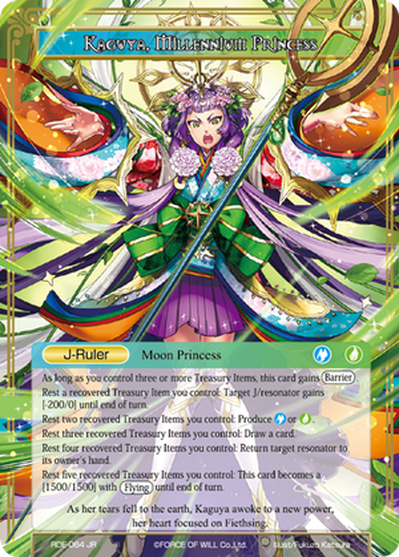 Kaguya, Millennium Princess
J-Ruler
Moon Princess
As long as you control three or more Treasury Items, this card gains Barrier.
Rest a recovered Treasury Item you control: Target J/resonator gains
[-200/0] until end of turn.
Rest two recovered Treasury Items you control: Produce or .
Rest three recovered Treasury Items you control: Draw a card.
Rest four recovered Treasury Items you control: Return target resonator to
its owner's hand.
Rest five recovered Treasury Items you control: This card becomes a
[1500/1500] with Flying until end of turn.
As her tears fell to the earth, Kaguya awoke to a new power,
her heart focused on Fiethsing.
RDE-064 JR
©FORCE OF WILL Co.,Ltd.
Illust/Fukuzo Katsura